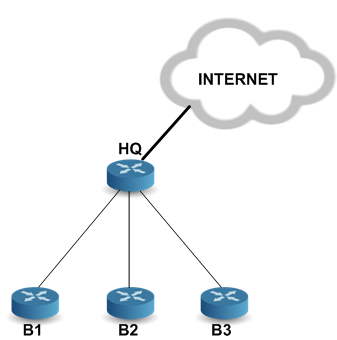 INTERNET
HQ
B1
B2
B3